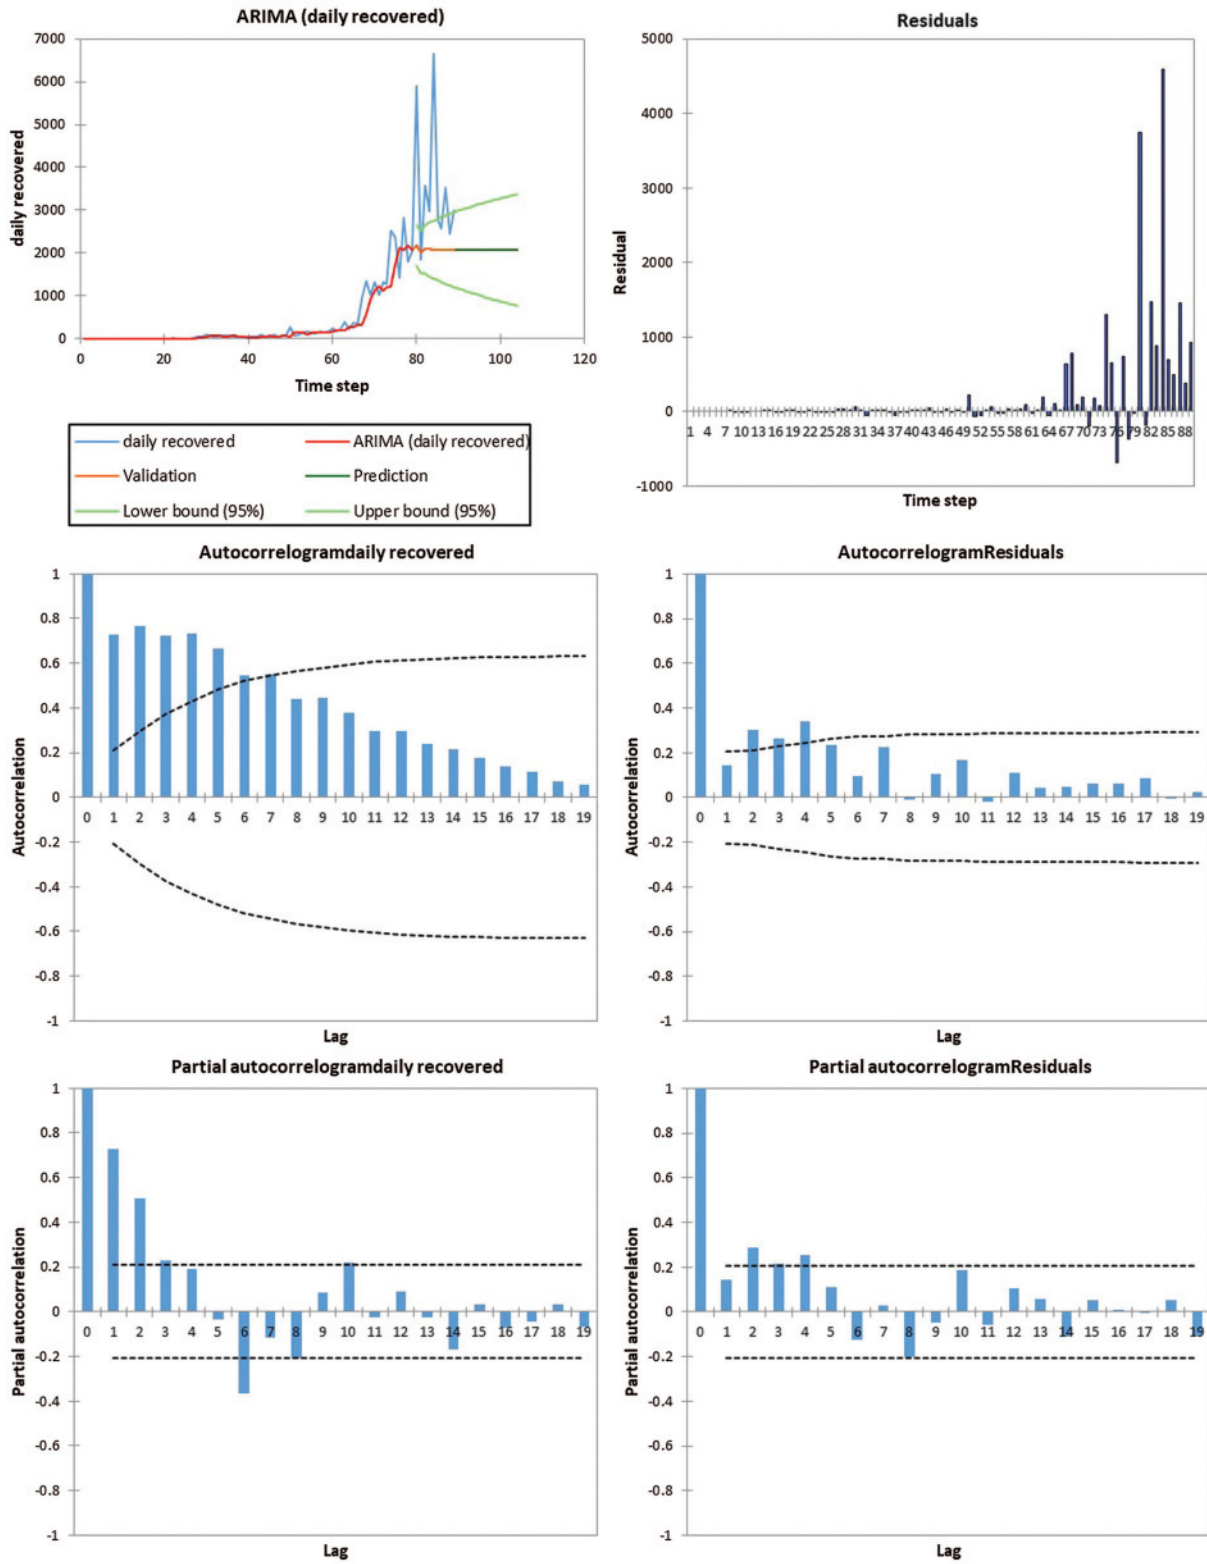 ARIMA (daily recovered)
7000
6000
5000
4000
3000
2000
1000
0
daily recovered
0 20 40 60 80 100 120
Time step
Residuals
5000
4000
3000
2000
1000
0
-1000
Residual
1 4 7 10 13 16 19 22 25 28 31 34 37 40 43 46 49 52 55 58 61 64 67 70 73 76 79 82 85 88
Time step
daily recovered ARIMA (daily recovered)
Validation Prediction
Lower bound (95%) Upper bound (95%)
Autocorrelogramdaily recovered
1
0.8
0.6
0.4
0.2
0
-0.2
-0.4
-0.6
-0.8
-1
Autocorrelation
0 1 2 3 4 5 6 7 8 9 10 11 12 13 14 15 16 17 18 19
Lag
AutocorrelogramResiduals
1
0.8
0.6
0.4
0.2
0
-0.2
-0.4
-0.6
-0.8
-1
Autocorrelation
0 1 2 3 4 5 6 7 8 9 10 11 12 13 14 15 16 17 18 19
Lag
Partial autocorrelogramdaily recovered
1
0.8
0.6
0.4
0.2
0
-0.2
-0.4
-0.6
-0.8
-1
Partial autocorrelation
0 1 2 3 4 5 6 7 8 9 10 11 12 13 14 15 16 17 18 19
Lag
Partial autocorrelogramResiduals
1
0.8
0.6
0.4
0.2
0
-0.2
-0.4
-0.6
-0.8
-1
Partial autocorrelation
0 1 2 3 4 5 6 7 8 9 10 11 12 13 14 15 16 17 18 19
Lag